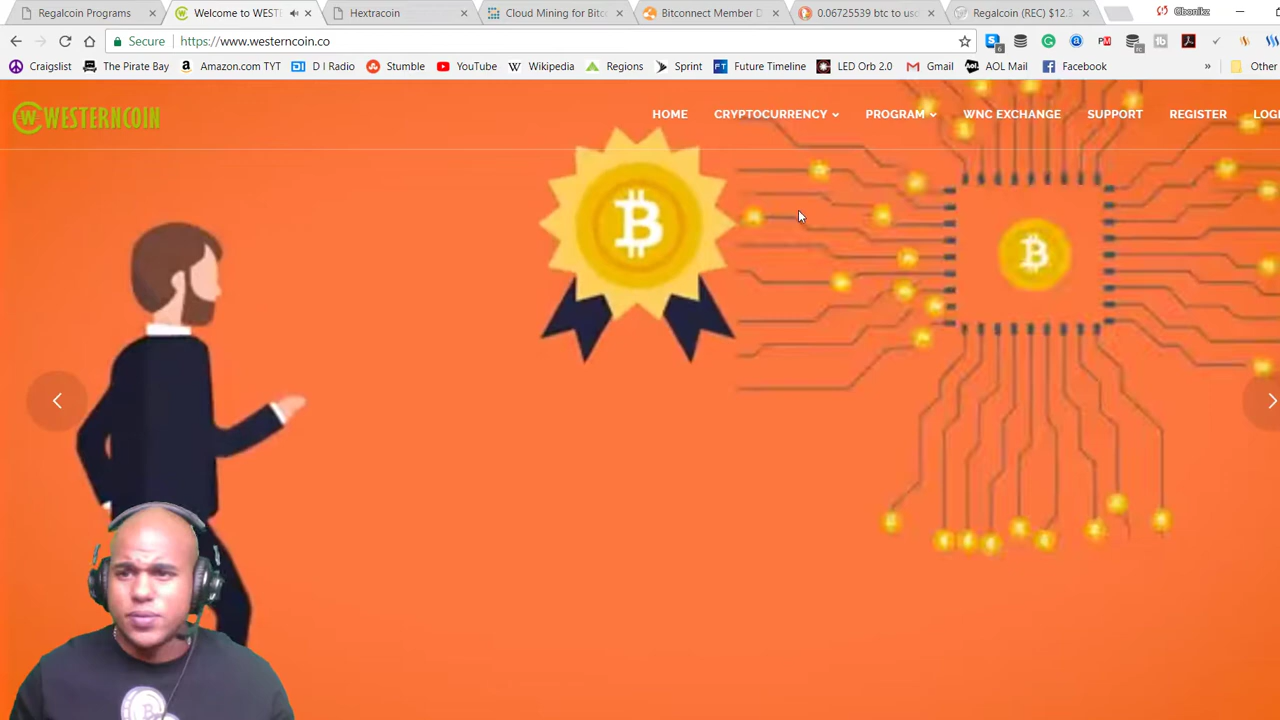 Regalcoin Programs
Welcome to WEST
Hextracoin
Cloud Mining for Bitc
Bitconnect Member D
0.06725539 btc to us
Regalcoin (REC) $12.3
Cbonikz
Secure
https://www.westerncoin.co
Craigslist
The Pirate Bay
Amazon.com TYT
D I Radio
Stumble
YouTube
Wikipedia
Regions
Sprint
Future Timeline
LED Orb 2.0
Gmail
AOL Mail
Facebook
»
Other
WESTERNCOIN
HOME
CRYPTOCURRENCY
PROGRAM
WNC EXCHANGE
SUPPORT
REGISTER
LOGI